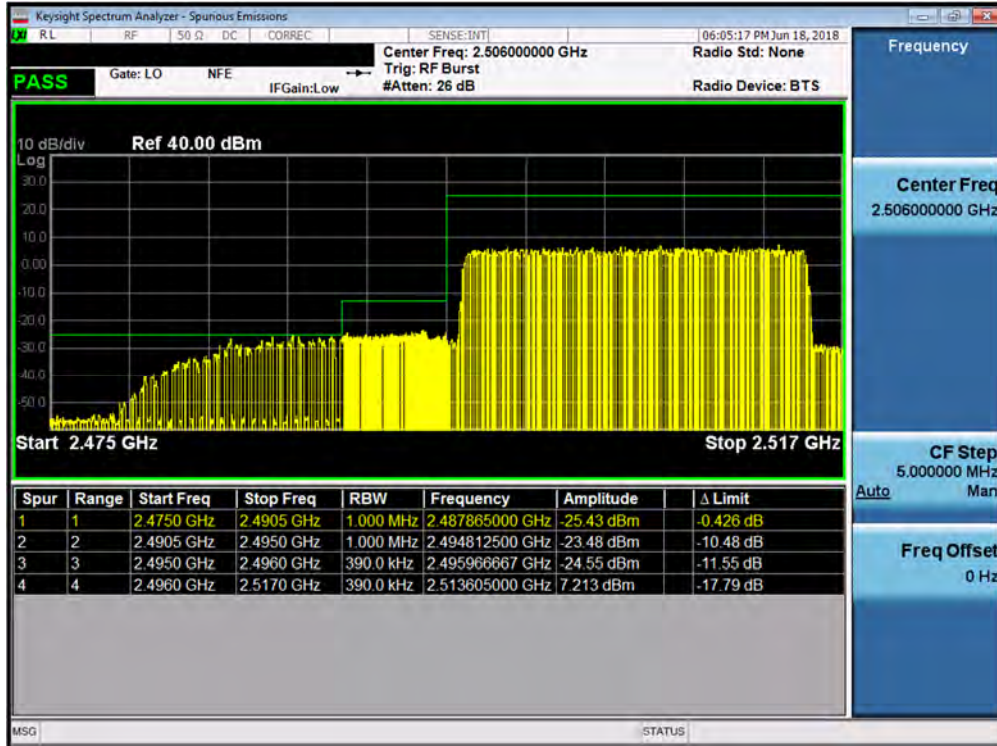 Keysight Spectrum Analyzer - Spurious Emissions
LXI RL RF 50 Ω DC CORREC SENSE:INT 06:05:17 PM Jun 18, 2018
Center Freq: 2.506000000 GHz Radio Std: None Frequency
PASS Gate: LO NFE Trig: RF Burst
IFGain:Low #Atten: 26 dB Radio Device: BTS
10 dB/div Ref 40.00 dBm
Log
30.0
20.0
10.0
0.00
-10.0
-20.0
-30.0
-40.0
-50.0
Start 2.475 GHz Stop 2.517 GHz
Center Freq
2.506000000 GHz
CF Step
5.000000 MHz
Auto Man
Freq Offset
0 Hz
Spur Range Start Freq Stop Freq RBW Frequency Amplitude Δ Limit
1 1 2.4750 GHz 2.4905 GHz 1.000 MHz 2.487865000 GHz -25.43 dBm -0.426 dB
2 2 2.4905 GHz 2.4950 GHz 1.000 MHz 2.494812500 GHz -23.48 dBm -10.48 dB
3 3 2.4950 GHz 2.4960 GHz 390.0 kHz 2.495966667 GHz -24.55 dBm -11.55 dB
4 4 2.4960 GHz 2.5170 GHz 390.0 kHz 2.513605000 GHz 7.213 dBm -17.79 dB
MSG STATUS